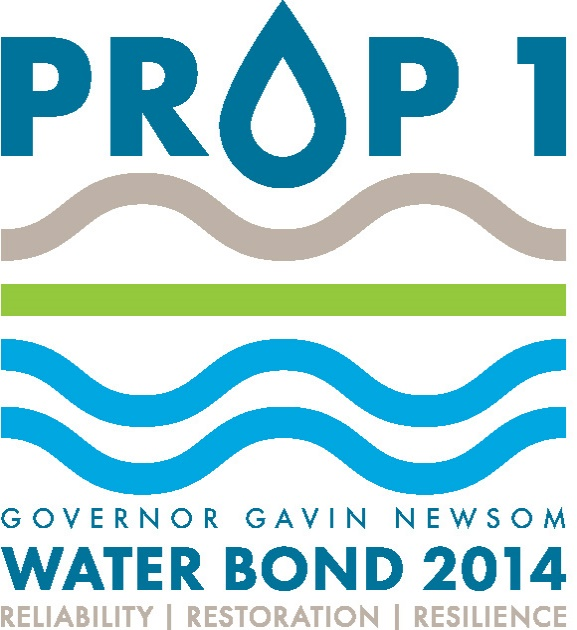 PROP 1
GOVERNOR GAVIN NEWSOM
WATER BOND 2014
RELIABILITY | RESTORATION | RESILIENCE